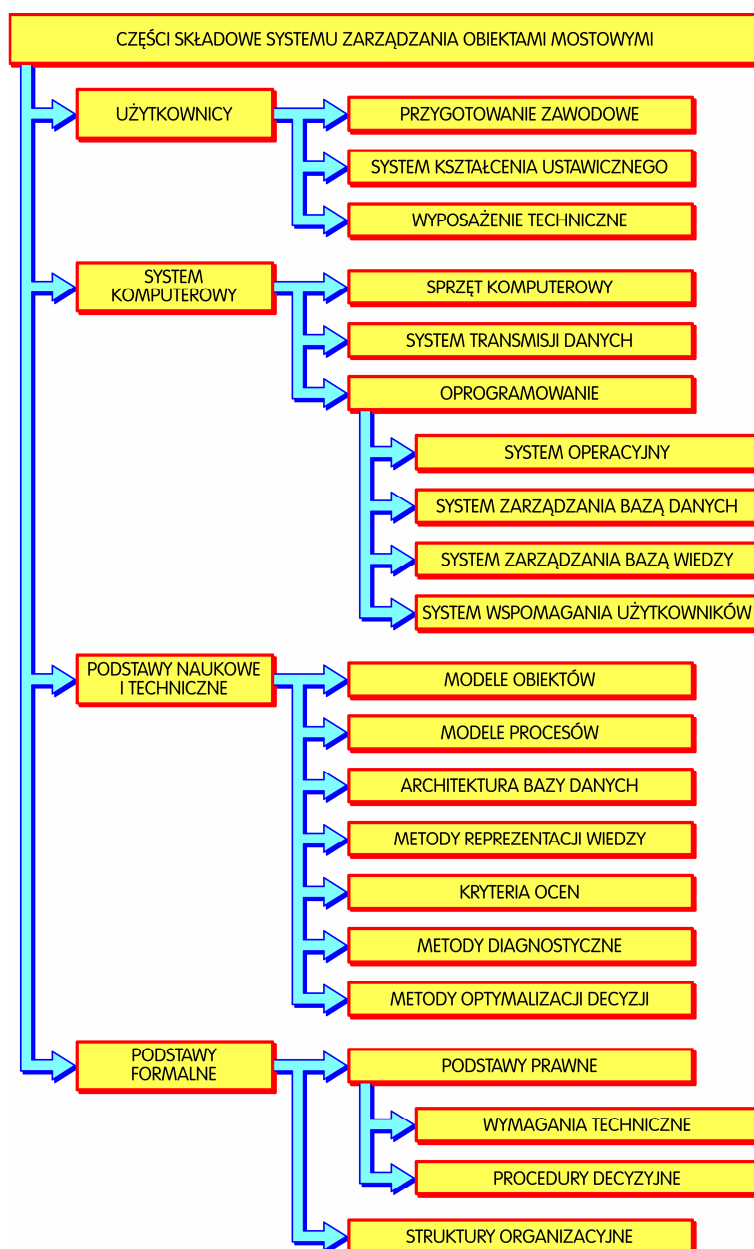 CZĘŚCI SKŁADOWE SYSTEMU ZARZĄDZANIA OBIEKTAMI MOSTOWYMI
UŻYTKOWNICY
PRZYGOTOWANIE ZAWODOWE
SYSTEM KSZTAŁCENIA USTAWICZNEGO
WYPOSAŻENIE TECHNICZNE
SYSTEM
KOMPUTEROWY
SPRZĘT KOMPUTEROWY
SYSTEM TRANSMISJI DANYCH
OPROGRAMOWANIE
SYSTEM OPERACYJNY
SYSTEM ZARZĄDZANIA BAZĄ DANYCH
SYSTEM ZARZĄDZANIA BAZĄ WIEDZY
SYSTEM WSPOMAGANIA UŻYTKOWNIKÓW
PODSTAWY NAUKOWE
I TECHNICZNE
MODELE OBIEKTÓW
MODELE PROCESÓW
ARCHITEKTURA BAZY DANYCH
METODY REPREZENTACJI WIEDZY
KRYTERIA OCEN
METODY DIAGNOSTYCZNE
METODY OPTYMALIZACJI DECYZJI
PODSTAWY
FORMALNE
PODSTAWY PRAWNE
WYMAGANIA TECHNICZNE
PROCEDURY DECYZYJNE
STRUKTURY ORGANIZACYJNE